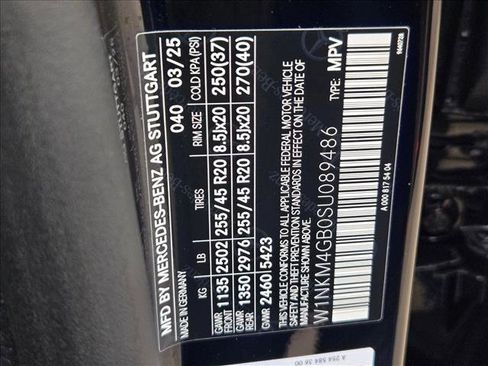 MFD BY MERCEDES-BENZ AG STUTTGART
MADE IN GERMANY 040 03/25
KG LB TIRES RIM SIZE COLD KPA(PSI)
GAWR FRONT 1135 2502 255/45 R20 8.5Jx20 250(37)
GAWR REAR 1350 2976 255/45 R20 8.5Jx20 270(40)
GVWR 2460 5423
THIS VEHICLE CONFORMS TO ALL APPLICABLE FEDERAL MOTOR VEHICLE
SAFETY AND THEFT PREVENTION STANDARDS IN EFFECT ON THE DATE OF
MANUFACTURE SHOWN ABOVE.
W1NKM4GB0SU089486 TYPE: MPV
A 000 817 54 04